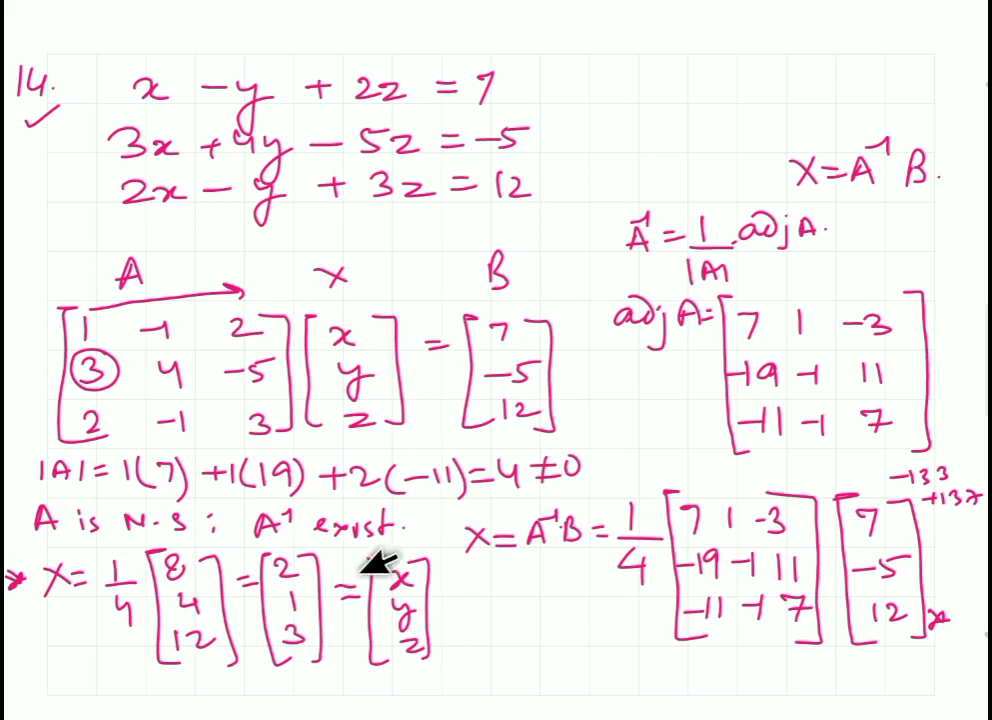 14. x - y + 2z = 7
3x + 4y - 5z = -5
2x - y + 3z = 12
X = A⁻¹ B.
A⁻¹ = 1/|A| . adj A.
A X B
[1 -1 2
3 4 -5
2 -1 3] [x
y
z] = [7
-5
12]
adj A = [7 1 -3
-19 -1 11
-11 -1 7]
|A| = 1(7) +1(19) +2(-11) = 4 ≠ 0
A is N.S ; A⁻¹ exist.
-133
+132
X = A⁻¹B = 1/4 [7 1 -3
-19 -1 11
-11 -1 7] [7
-5
12]
* X = 1/4 [8
4
12] = [2
1
3] = [x
y
z]